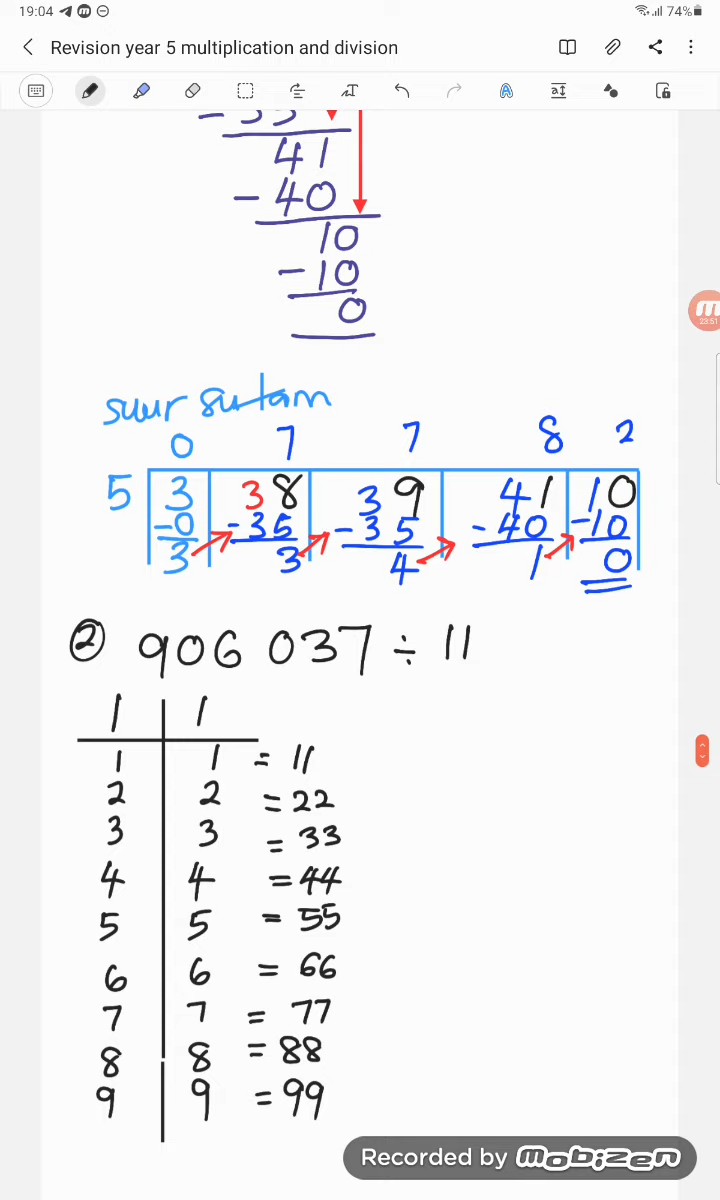 19:04 74%
Revision year 5 multiplication and division
- 35
41
- 40
10
- 10
0
23:51
0 7 7 8 2
5 3 38 39 41 10
-0 -35 -35 -40 -10
3 3 4 1 0
② 906 037 ÷ 11
1 1
1 1 = 11
2 2 = 22
3 3 = 33
4 4 = 44
5 5 = 55
6 6 = 66
7 7 = 77
8 8 = 88
9 9 = 99
Recorded by mobizen